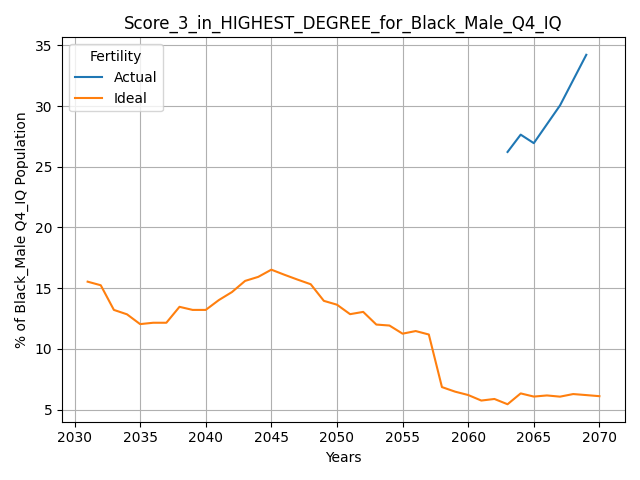 Score_3_in_HIGHEST_DEGREE_for_Black_Male_Q4_IQ
Fertility
Actual
Ideal
% of Black_Male Q4_IQ Population
35
30
25
20
15
10
5
2030 2035 2040 2045 2050 2055 2060 2065 2070
Years